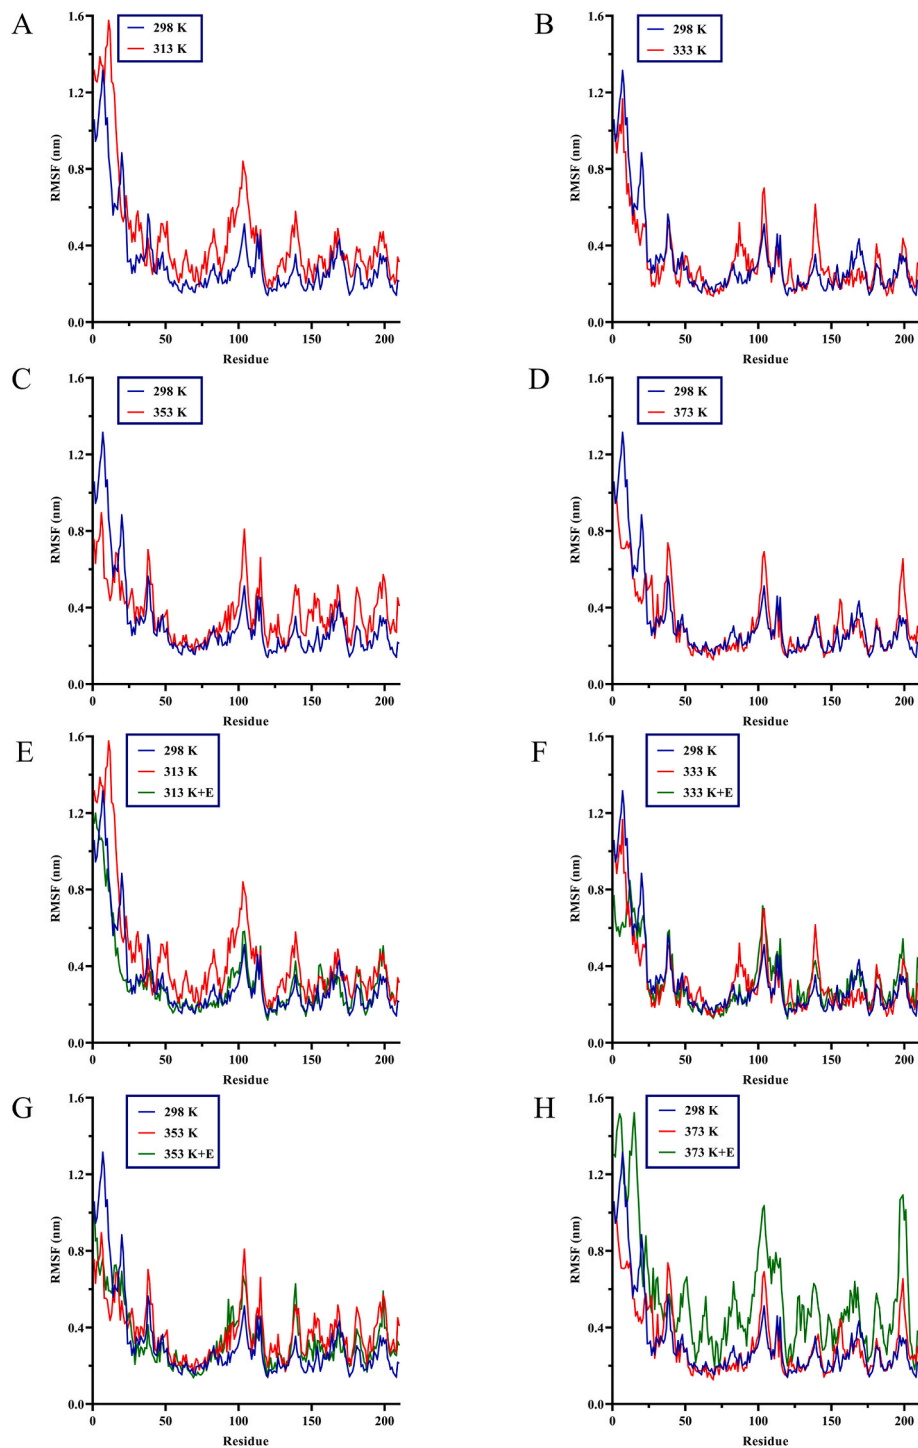 A
298 K
313 K
RMSF (nm)
1.6
1.2
0.8
0.4
0.0
0 50 100 150 200
Residue
B
298 K
333 K
RMSF (nm)
1.6
1.2
0.8
0.4
0.0
0 50 100 150 200
Residue
C
298 K
353 K
RMSF (nm)
1.6
1.2
0.8
0.4
0.0
0 50 100 150 200
Residue
D
298 K
373 K
RMSF (nm)
1.6
1.2
0.8
0.4
0.0
0 50 100 150 200
Residue
E
298 K
313 K
313 K+E
RMSF (nm)
1.6
1.2
0.8
0.4
0.0
0 50 100 150 200
Residue
F
298 K
333 K
333 K+E
RMSF (nm)
1.6
1.2
0.8
0.4
0.0
0 50 100 150 200
Residue
G
298 K
353 K
353 K+E
RMSF (nm)
1.6
1.2
0.8
0.4
0.0
0 50 100 150 200
Residue
H
298 K
373 K
373 K+E
RMSF (nm)
1.6
1.2
0.8
0.4
0.0
0 50 100 150 200
Residue